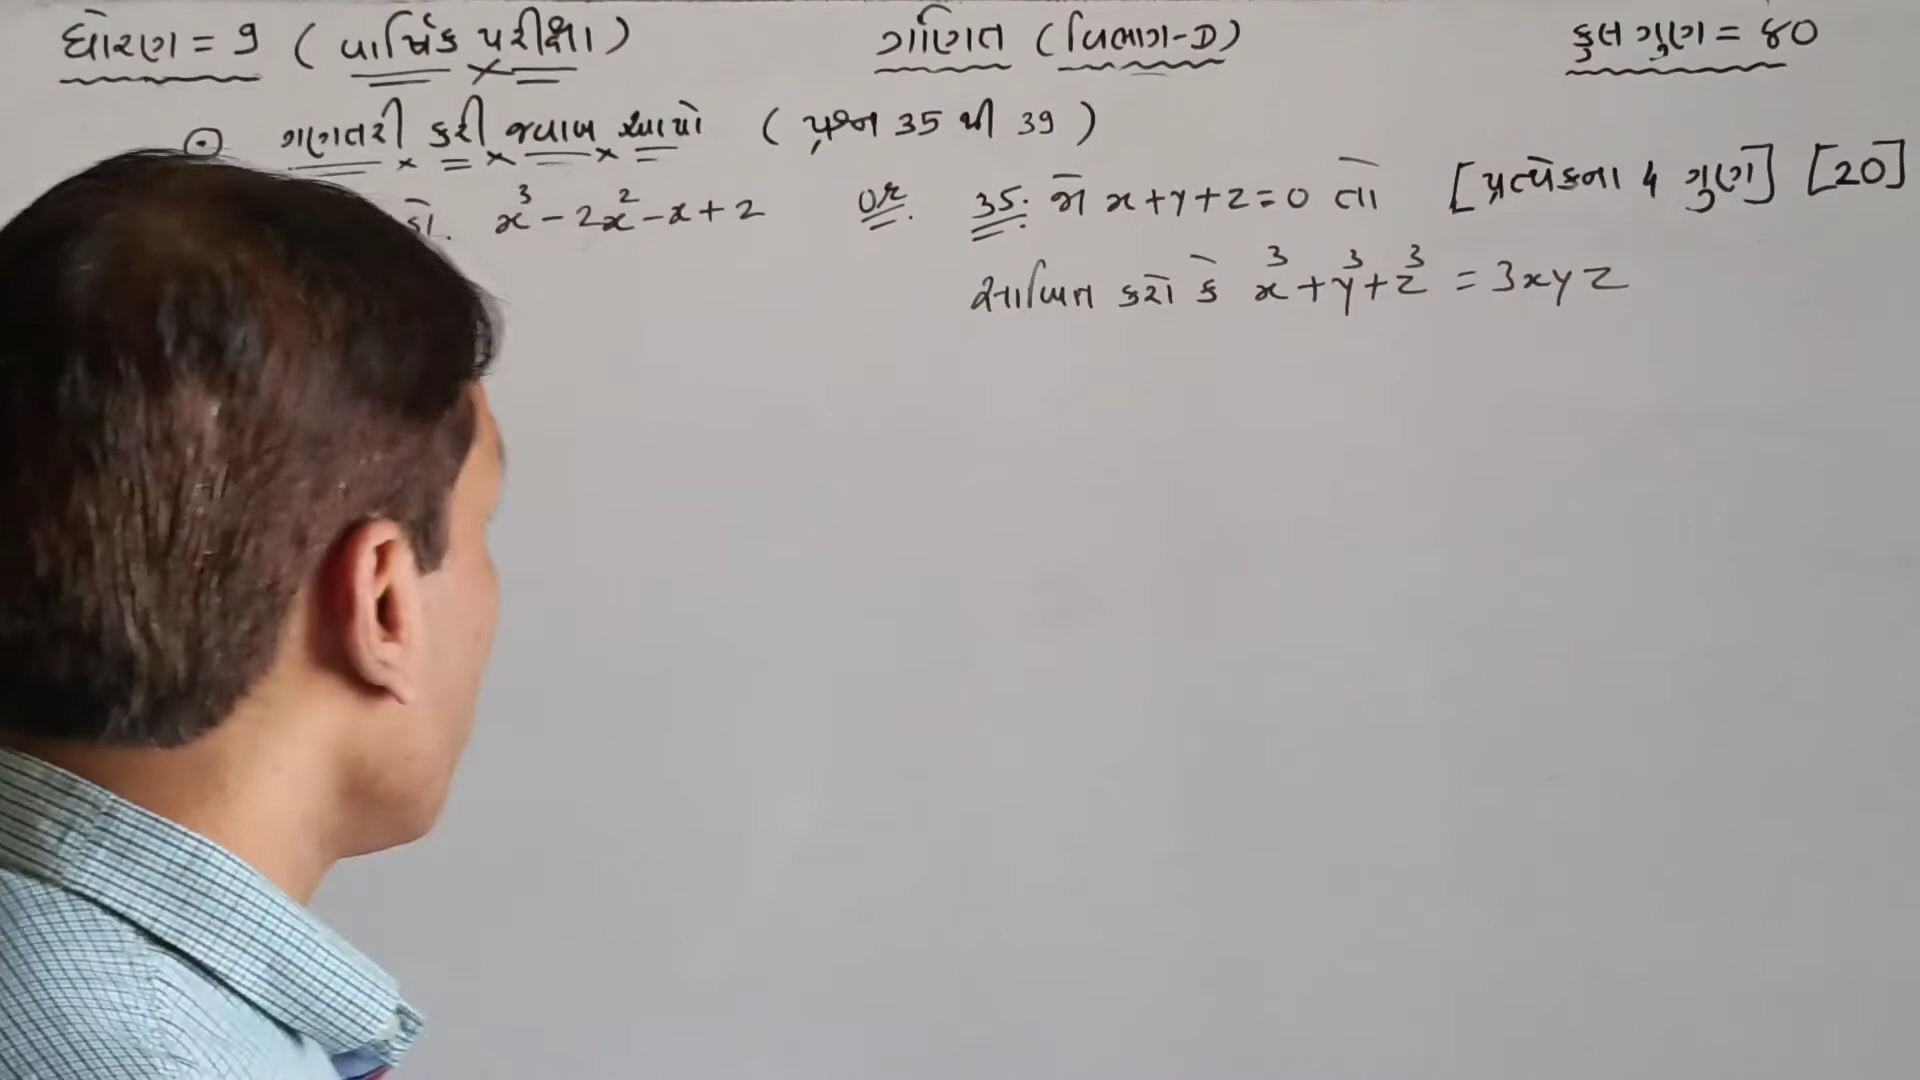 ધોરણ = 9 ( વાર્ષિક પરીક્ષા ) ગણિત ( વિભાગ-D ) કુલ ગુણ = ૪૦
⊙ ગણતરી કરી જવાબ આપો ( પ્રશ્ન 35 થી 39 )
[પ્રત્યેકના 4 ગુણ] [20]
x³ - 2x² - x + 2 OR. 35. જો x + y + z = 0 તો
સાબિત કરો કે x³ + y³ + z³ = 3xyz